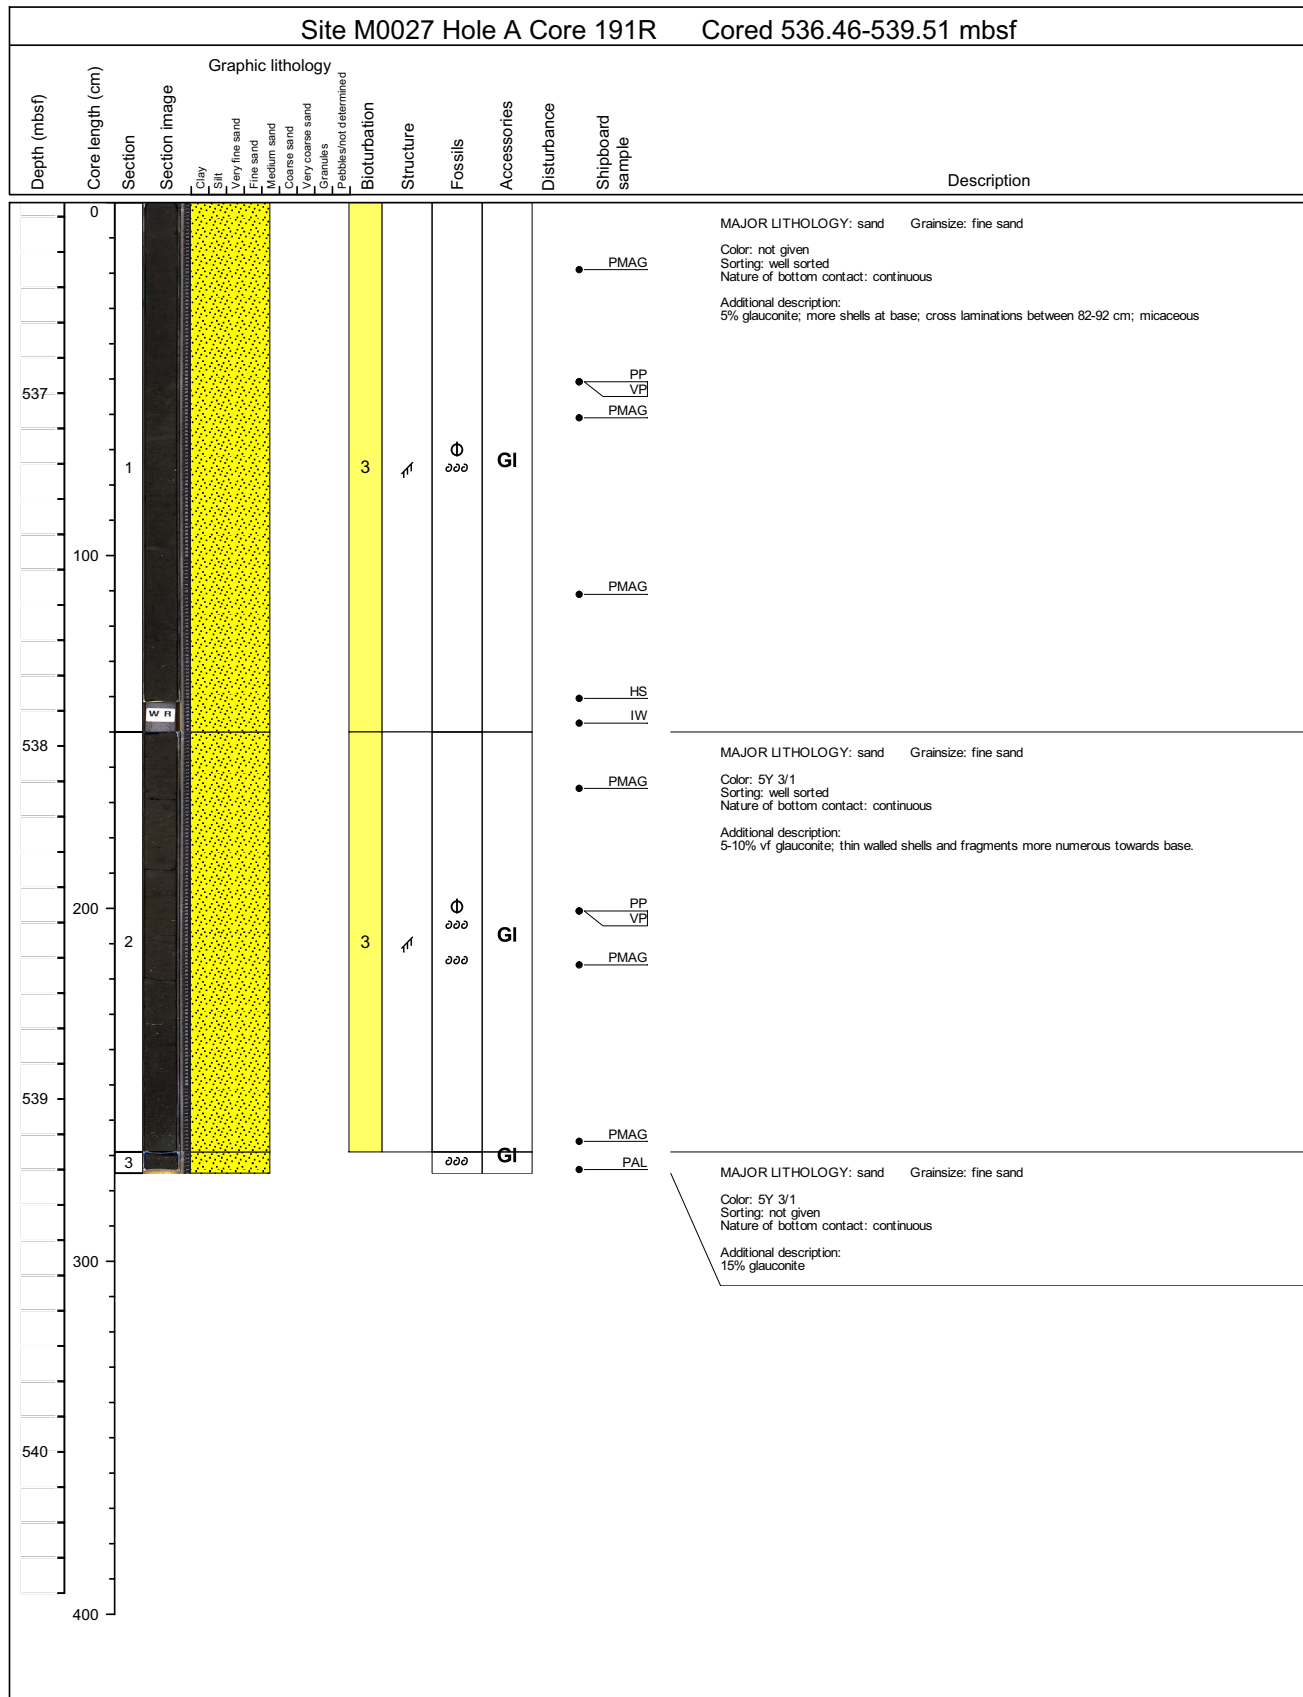 Site M0027 Hole A Core 191R Cored 536.46-539.51 mbsf
Depth (mbsf)
Core length (cm)
Section
Section image
Graphic lithology
Clay
Silt
Very fine sand
Fine sand
Medium sand
Coarse sand
Very coarse sand
Granules
Pebbles/not determined
Bioturbation
Structure
Fossils
Accessories
Disturbance
Shipboard
sample
Description
0
MAJOR LITHOLOGY: sand Grainsize: fine sand
Color: not given
Sorting: well sorted
Nature of bottom contact: continuous
Additional description:
5% glauconite; more shells at base; cross laminations between 82-92 cm; micaceous
PMAG
PP
VP
537
PMAG
1
3
Gl
100
PMAG
HS
W R
IW
538
MAJOR LITHOLOGY: sand Grainsize: fine sand
Color: 5Y 3/1
Sorting: well sorted
Nature of bottom contact: continuous
Additional description:
5-10% vf glauconite; thin walled shells and fragments more numerous towards base.
PMAG
200
PP
VP
2
3
Gl
PMAG
539
PMAG
Gl
3
PAL
MAJOR LITHOLOGY: sand Grainsize: fine sand
Color: 5Y 3/1
Sorting: not given
Nature of bottom contact: continuous
Additional description:
15% glauconite
300
540
400